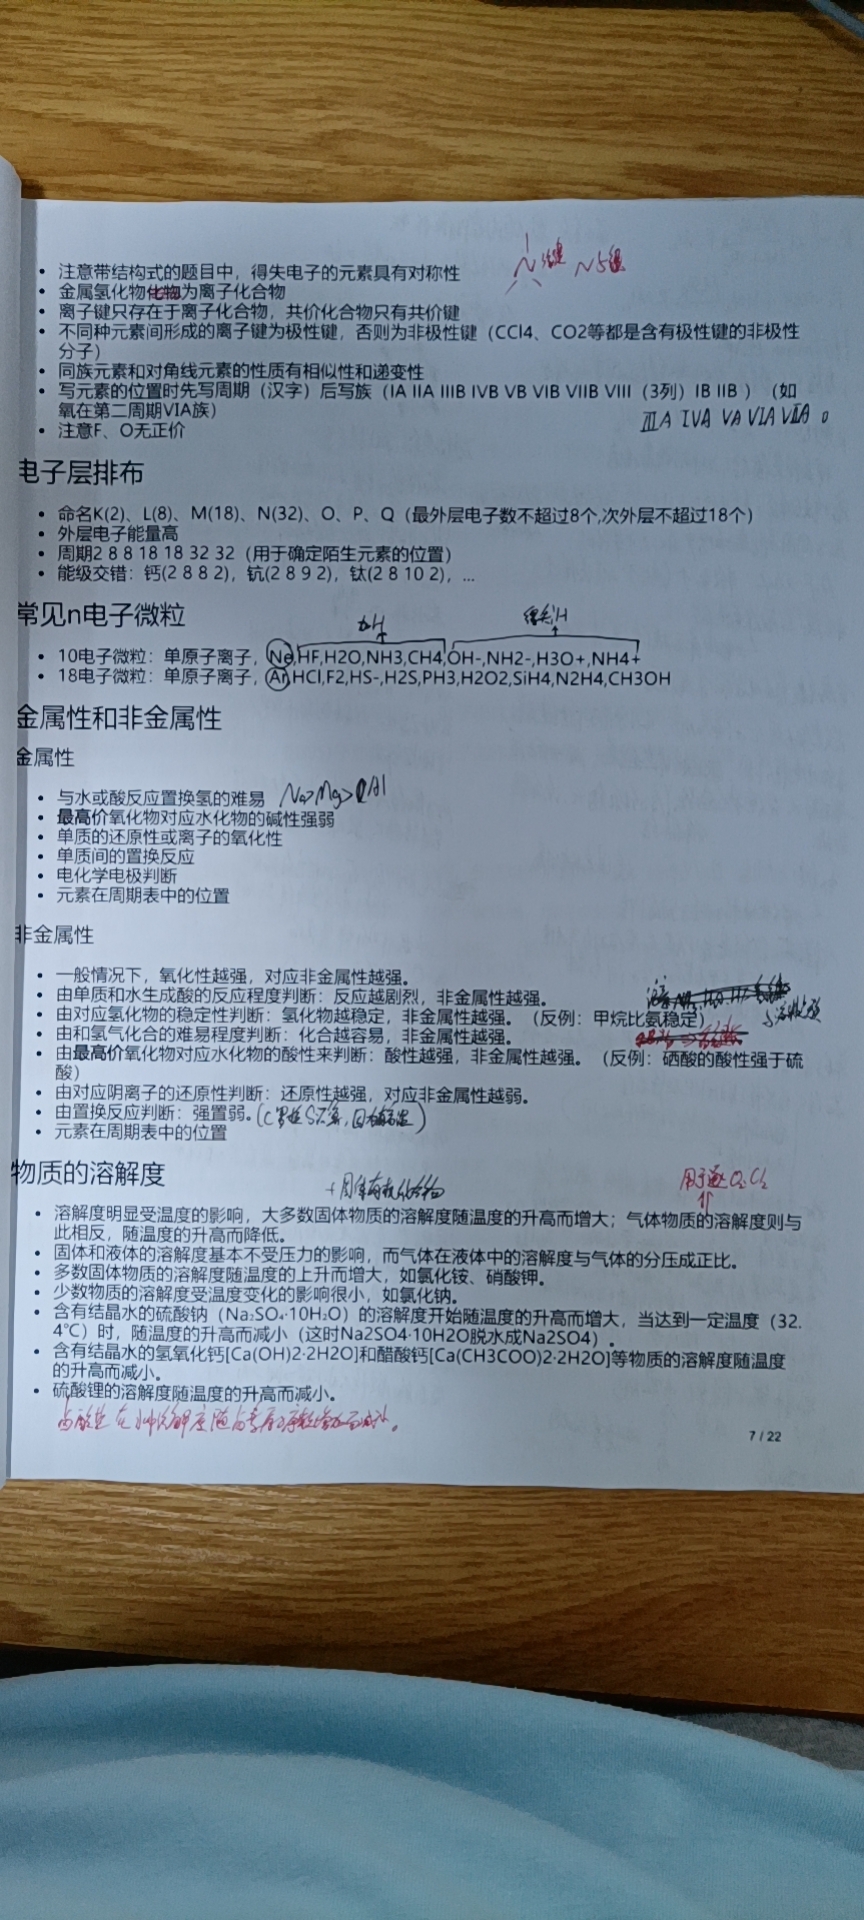 N 键 N 5键
注意带结构式的题目中，得失电子的元素具有对称性
金属氢化物化物为离子化合物
离子键只存在于离子化合物，共价化合物只有共价键
不同种元素间形成的离子键为极性键，否则为非极性键（CCl4、CO2等都是含有极性键的非极性
分子）
同族元素和对角线元素的性质有相似性和递变性
写元素的位置时先写周期（汉字）后写族（IA IIA IIIB IVB VB VIB VIIB VIII（3列）IB IIB ）（如
氧在第二周期VIA族）
ⅢA IVA VA VIA VIIA 0
注意F、O无正价
电子层排布
命名K(2)、L(8)、M(18)、N(32)、O、P、Q（最外层电子数不超过8个,次外层不超过18个）
外层电子能量高
周期2 8 8 18 18 32 32（用于确定陌生元素的位置）
能级交错：钙(2 8 8 2)，钪(2 8 9 2)，钛(2 8 10 2)，...
常见n电子微粒
加H
H
10电子微粒：单原子离子，Ne,HF,H2O,NH3,CH4,OH-,NH2-,H3O+,NH4+
18电子微粒：单原子离子，Ar,HCl,F2,HS-,H2S,PH3,H2O2,SiH4,N2H4,CH3OH
金属性和非金属性
金属性
与水或酸反应置换氢的难易 Na>Mg>Al
最高价氧化物对应水化物的碱性强弱
单质的还原性或离子的氧化性
单质间的置换反应
电化学电极判断
元素在周期表中的位置
非金属性
一般情况下，氧化性越强，对应非金属性越强。
由单质和水生成酸的反应程度判断：反应越剧烈，非金属性越强。
由对应氢化物的稳定性判断：氢化物越稳定，非金属性越强。（反例：甲烷比氨稳定）
由和氢气化合的难易程度判断：化合越容易，非金属性越强。
由最高价氧化物对应水化物的酸性来判断：酸性越强，非金属性越强。（反例：硒酸的酸性强于硫
酸）
由对应阴离子的还原性判断：还原性越强，对应非金属性越弱。
由置换反应判断：强置弱。
元素在周期表中的位置
物质的溶解度
+固体有机化合物
O₂ Cl₂
溶解度明显受温度的影响，大多数固体物质的溶解度随温度的升高而增大；气体物质的溶解度则与
此相反，随温度的升高而降低。
固体和液体的溶解度基本不受压力的影响，而气体在液体中的溶解度与气体的分压成正比。
多数固体物质的溶解度随温度的上升而增大，如氯化铵、硝酸钾。
少数物质的溶解度受温度变化的影响很小，如氯化钠。
含有结晶水的硫酸钠（Na₂SO₄·10H₂O）的溶解度开始随温度的升高而增大，当达到一定温度（32.
4℃）时，随温度的升高而减小（这时Na2SO4·10H2O脱水成Na2SO4）。
含有结晶水的氢氧化钙[Ca(OH)2·2H2O]和醋酸钙[Ca(CH3COO)2·2H2O]等物质的溶解度随温度
的升高而减小。
硫酸锂的溶解度随温度的升高而减小。
7 / 22